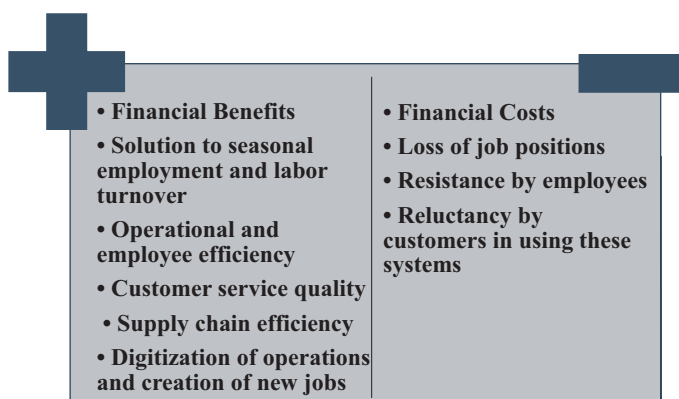 • Financial Benefits
• Solution to seasonal
employment and labor
turnover
• Operational and
employee efficiency
• Customer service quality
• Supply chain efficiency
• Digitization of operations
and creation of new jobs
• Financial Costs
• Loss of job positions
• Resistance by employees
• Reluctancy by
customers in using these
systems